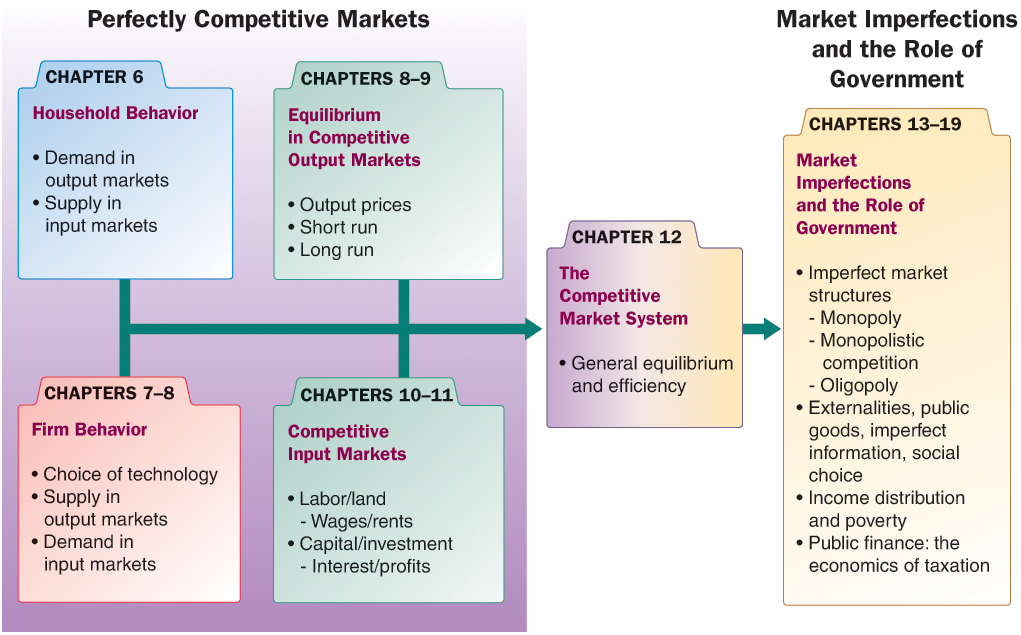 Perfectly Competitive Markets
CHAPTER 6
Household Behavior
• Demand in
output markets
• Supply in
input markets
CHAPTERS 8–9
Equilibrium
in Competitive
Output Markets
• Output prices
• Short run
• Long run
CHAPTERS 7–8
Firm Behavior
• Choice of technology
• Supply in
output markets
• Demand in
input markets
CHAPTERS 10–11
Competitive
Input Markets
• Labor/land
- Wages/rents
• Capital/investment
- Interest/profits
CHAPTER 12
The
Competitive
Market System
• General equilibrium
and efficiency
Market Imperfections
and the Role of
Government
CHAPTERS 13–19
Market
Imperfections
and the Role of
Government
• Imperfect market
structures
- Monopoly
- Monopolistic
competition
- Oligopoly
• Externalities, public
goods, imperfect
information, social
choice
• Income distribution
and poverty
• Public finance: the
economics of taxation